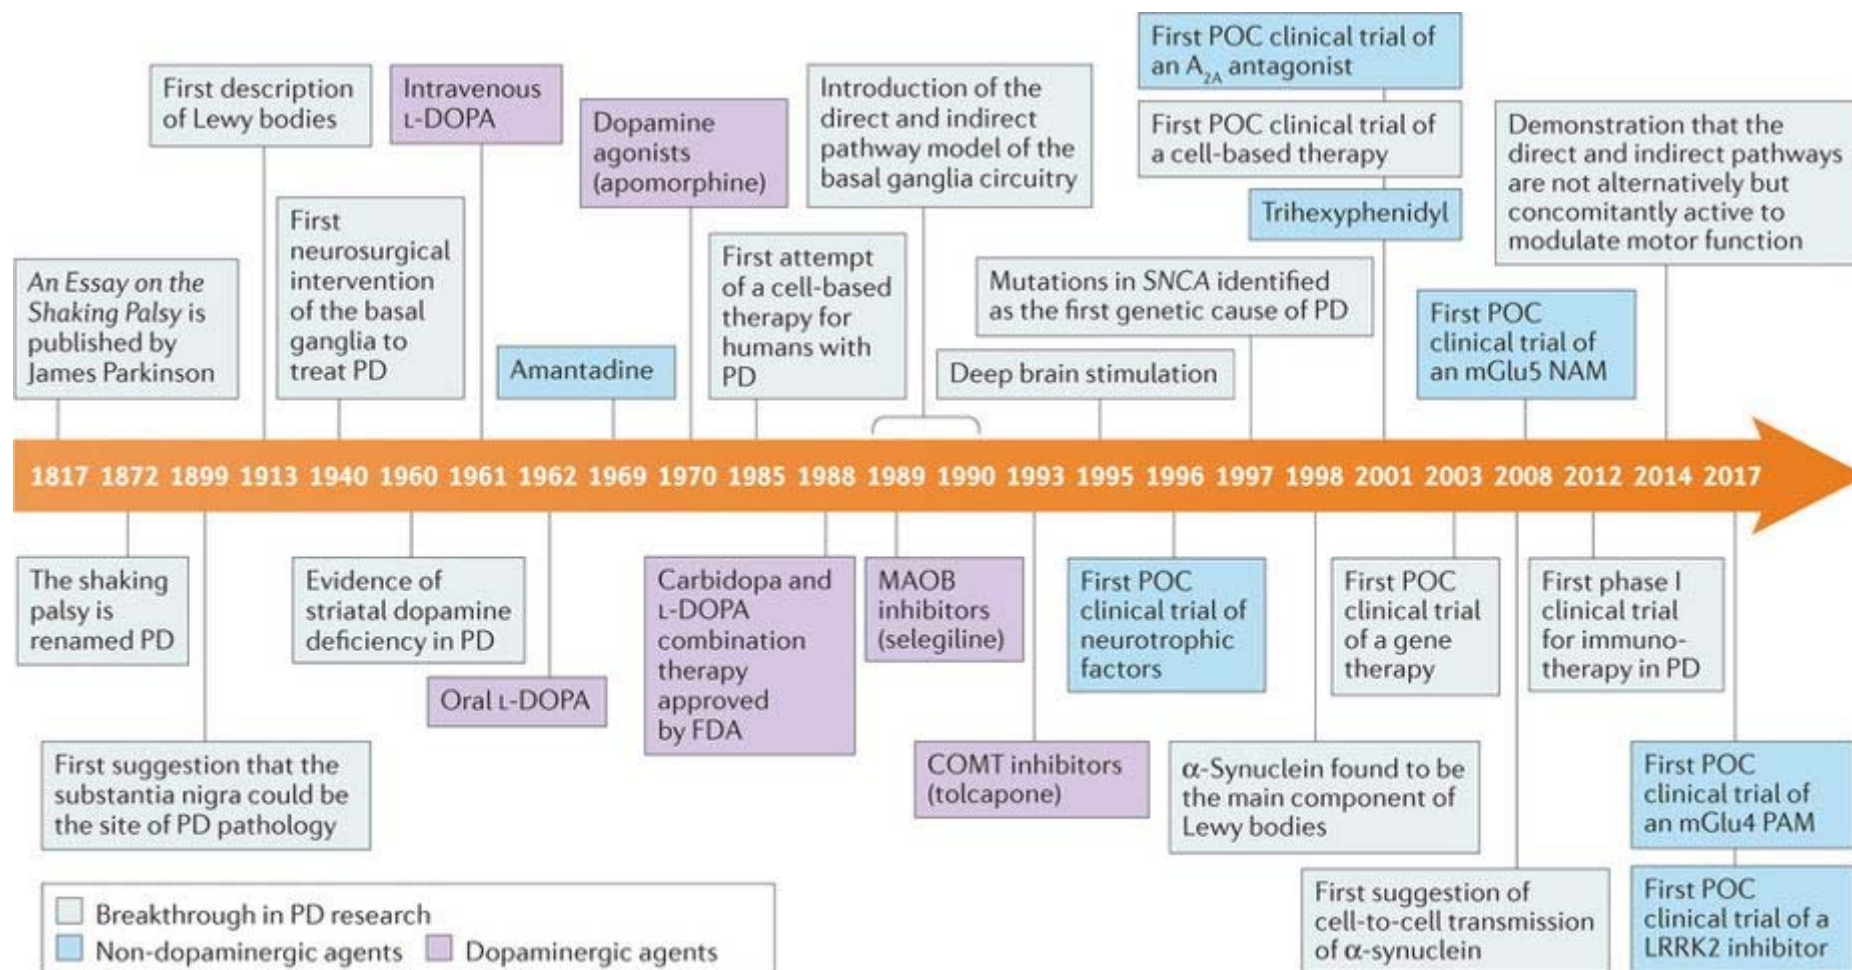 First POC clinical trial of
an A2A antagonist
First description
of Lewy bodies
Intravenous
L-DOPA
Dopamine
agonists
(apomorphine)
Introduction of the
direct and indirect
pathway model of the
basal ganglia circuitry
First POC clinical trial of
a cell-based therapy
Demonstration that the
direct and indirect pathways
are not alternatively but
concomitantly active to
modulate motor function
Trihexyphenidyl
First
neurosurgical
intervention
of the basal
ganglia to
treat PD
First attempt
of a cell-based
therapy for
humans with
PD
An Essay on the
Shaking Palsy is
published by
James Parkinson
Mutations in SNCA identified
as the first genetic cause of PD
First POC
clinical trial of
an mGlu5 NAM
Amantadine
Deep brain stimulation
1817 1872 1899 1913 1940 1960 1961 1962 1969 1970 1985 1988 1989 1990 1993 1995 1996 1997 1998 2001 2003 2008 2012 2014 2017
The shaking
palsy is
renamed PD
Evidence of
striatal dopamine
deficiency in PD
Carbidopa and
L-DOPA
combination
therapy
approved
by FDA
MAOB
inhibitors
(selegiline)
First POC
clinical trial of
neurotrophic
factors
First POC
clinical trial
of a gene
therapy
First phase I
clinical trial
for immuno-
therapy in PD
Oral L-DOPA
First suggestion that the
substantia nigra could be
the site of PD pathology
COMT inhibitors
(tolcapone)
α-Synuclein found to be
the main component of
Lewy bodies
First POC
clinical trial of
an mGlu4 PAM
First suggestion of
cell-to-cell transmission
of α-synuclein
First POC
clinical trial of a
LRRK2 inhibitor
Breakthrough in PD research
Non-dopaminergic agents
Dopaminergic agents